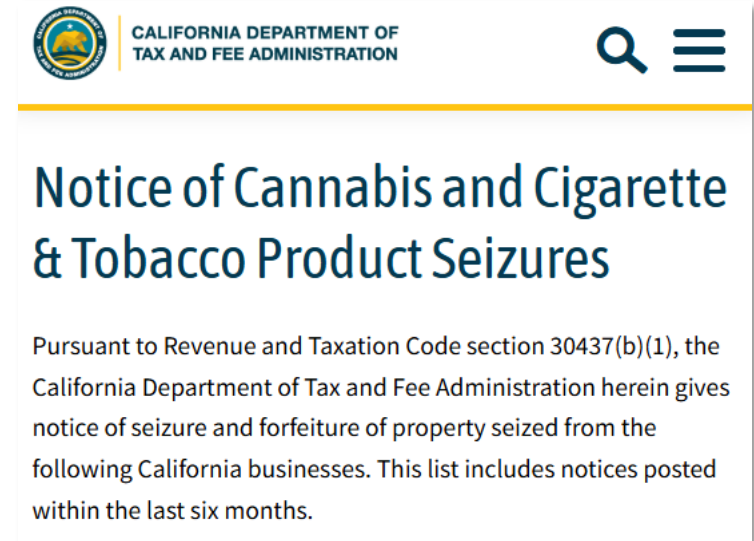 CALIFORNIA DEPARTMENT OF
TAX AND FEE ADMINISTRATION
Notice of Cannabis and Cigarette
& Tobacco Product Seizures
Pursuant to Revenue and Taxation Code section 30437(b)(1), the
California Department of Tax and Fee Administration herein gives
notice of seizure and forfeiture of property seized from the
following California businesses. This list includes notices posted
within the last six months.